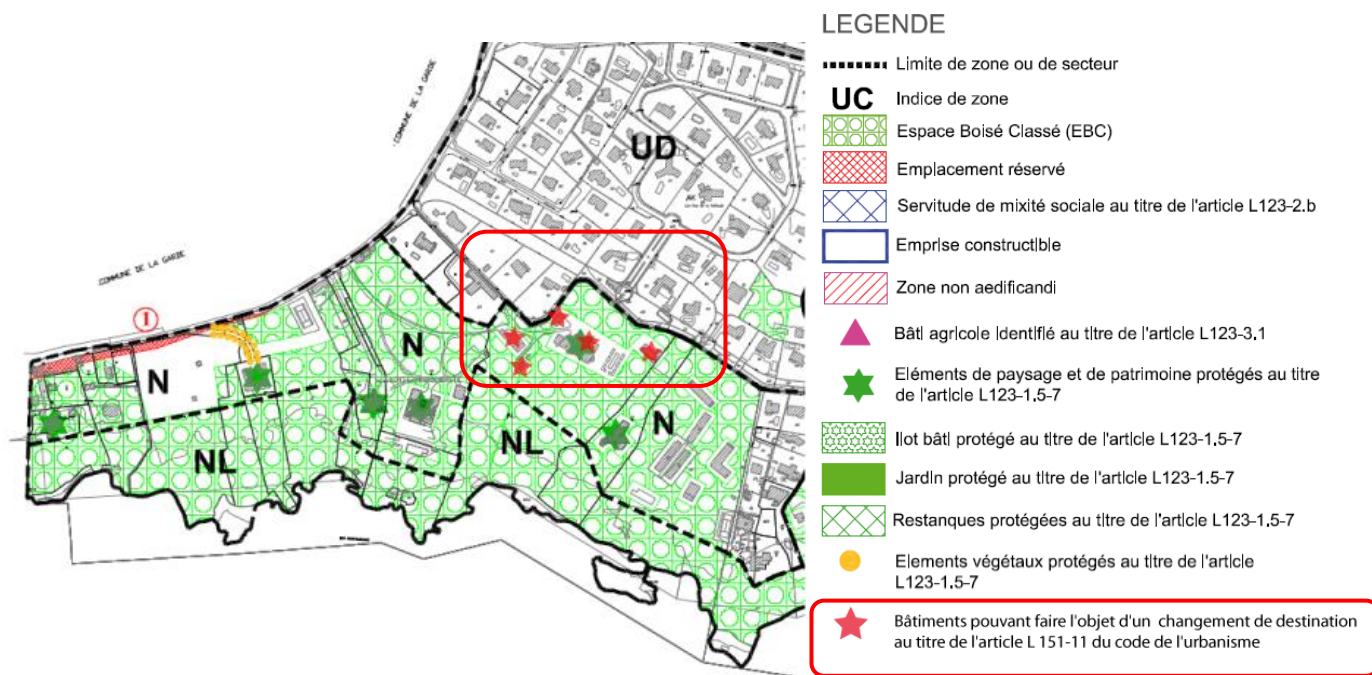 LEGENDE
Limite de zone ou de secteur
UC Indice de zone
Espace Boisé Classé (EBC)
Emplacement réservé
Servitude de mixité sociale au titre de l'article L123-2.b
Emprise constructible
Zone non aedificandi
Bâti agricole identifié au titre de l'article L123-3.1
Eléments de paysage et de patrimoine protégés au titre
de l'article L123-1.5-7
Ilot bâti protégé au titre de l'article L123-1.5-7
Jardin protégé au titre de l'article L123-1.5-7
Restanques protégées au titre de l'article L123-1.5-7
Elements végétaux protégés au titre de l'article
L123-1.5-7
Bâtiments pouvant faire l'objet d'un changement de destination
au titre de l'article L 151-11 du code de l'urbanisme
COMMUNE DE LA GARDE
COMMUNE DE LA GARDE
COMMUNE DE LA GARDE
UD
1
N
N
N
NL
NL